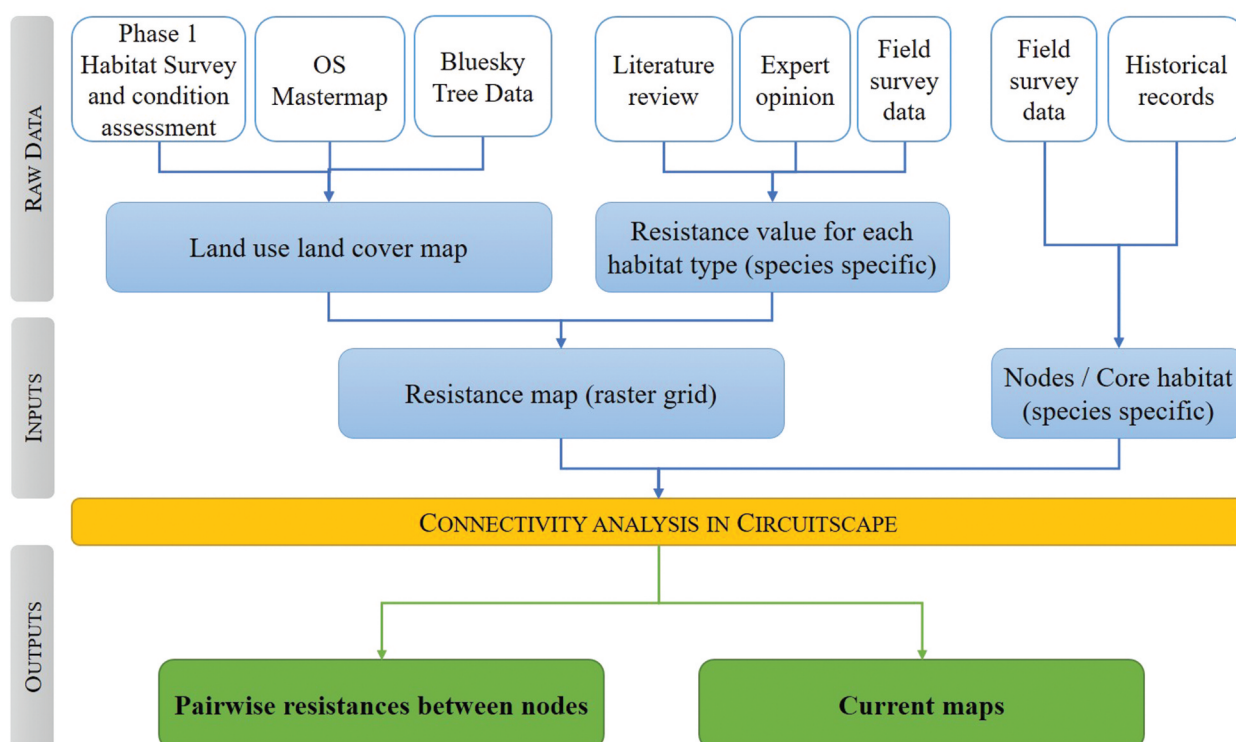 RAW DATA
Phase 1
Habitat Survey
and condition
assessment
OS
Mastermap
Bluesky
Tree Data
Literature
review
Expert
opinion
Field
survey
data
Field
survey
data
Historical
records
Land use land cover map
Resistance value for each
habitat type (species specific)
INPUTS
Resistance map (raster grid)
Nodes / Core habitat
(species specific)
CONNECTIVITY ANALYSIS IN CIRCUITSCAPE
OUTPUTS
Pairwise resistances between nodes
Current maps